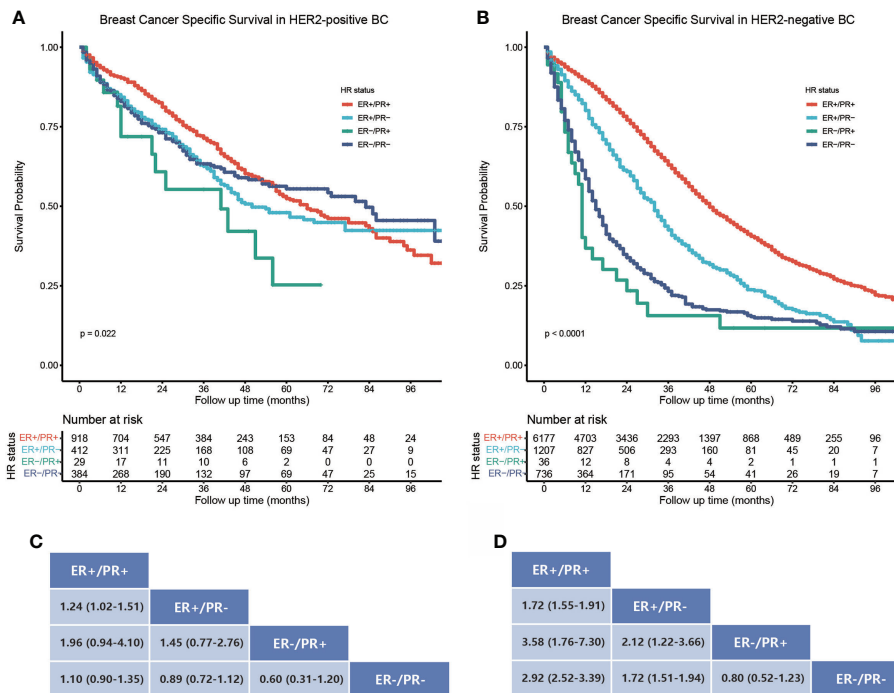 A
Breast Cancer Specific Survival in HER2-positive BC
1.00
0.75
0.50
0.25
0.00
Survival Probability
HR status
ER+/PR+
ER+/PR−
ER−/PR+
ER−/PR−
p = 0.022
0 12 24 36 48 60 72 84 96
Follow up time (months)
Number at risk
HR status
ER+/PR+ 918 704 547 384 243 153 84 48 24
ER+/PR− 412 311 225 168 108 69 47 27 9
ER−/PR+ 29 17 11 10 6 2 0 0 0
ER−/PR− 384 268 190 132 97 69 47 25 15
0 12 24 36 48 60 72 84 96
Follow up time (months)
B
Breast Cancer Specific Survival in HER2-negative BC
1.00
0.75
0.50
0.25
0.00
Survival Probability
HR status
ER+/PR+
ER+/PR−
ER−/PR+
ER−/PR−
p < 0.0001
0 12 24 36 48 60 72 84 96
Follow up time (months)
Number at risk
HR status
ER+/PR+ 6177 4703 3436 2293 1397 868 489 255 96
ER+/PR− 1207 827 506 293 160 81 45 20 7
ER−/PR+ 36 12 8 4 4 2 1 1 1
ER−/PR− 736 364 171 95 54 41 26 19 7
0 12 24 36 48 60 72 84 96
Follow up time (months)
C
ER+/PR+
1.24 (1.02-1.51) ER+/PR-
1.96 (0.94-4.10) 1.45 (0.77-2.76) ER-/PR+
1.10 (0.90-1.35) 0.89 (0.72-1.12) 0.60 (0.31-1.20) ER-/PR-
D
ER+/PR+
1.72 (1.55-1.91) ER+/PR-
3.58 (1.76-7.30) 2.12 (1.22-3.66) ER-/PR+
2.92 (2.52-3.39) 1.72 (1.51-1.94) 0.80 (0.52-1.23) ER-/PR-